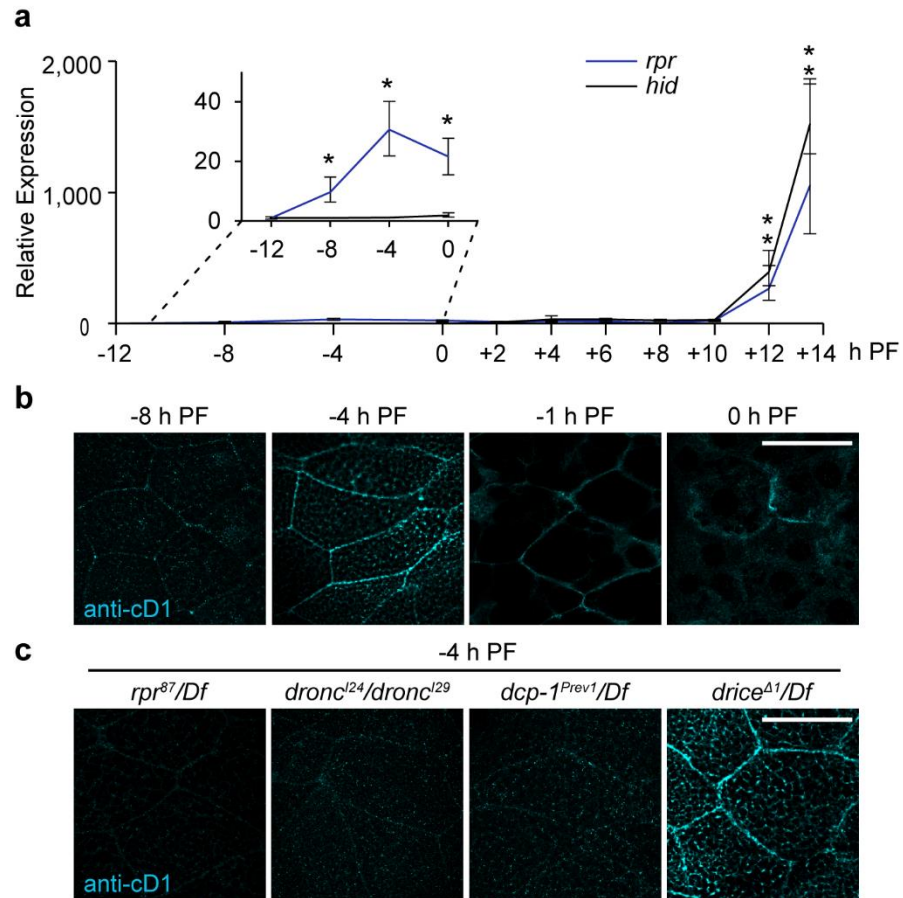 a
2,000
1,000
0
Relative Expression
rpr
hid
40
20
0
-12 -8 -4 0
* * *
* *
* *
-12 -8 -4 0 +2 +4 +6 +8 +10 +12 +14 h PF
b
-8 h PF -4 h PF -1 h PF 0 h PF
anti-cD1
c
-4 h PF
rpr⁸⁷/Df droncᴵ²⁴/droncᴵ²⁹ dcp-1ᴾʳᵉᵛ¹/Df driceᐃ¹/Df
anti-cD1